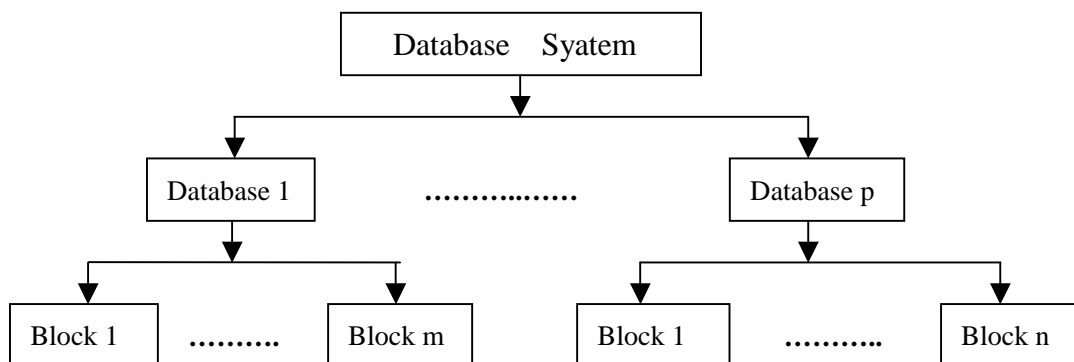 Database Syatem
Database 1 ..................... Database p
Block 1 .......... Block m Block 1 ........... Block n